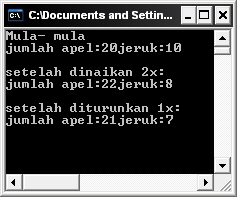 C:\Documents and Settin...
Mula- mula
jumlah apel:20jeruk:10
setelah dinaikan 2x:
jumlah apel:22jeruk:8
setelah diturunkan 1x:
jumlah apel:21jeruk:7